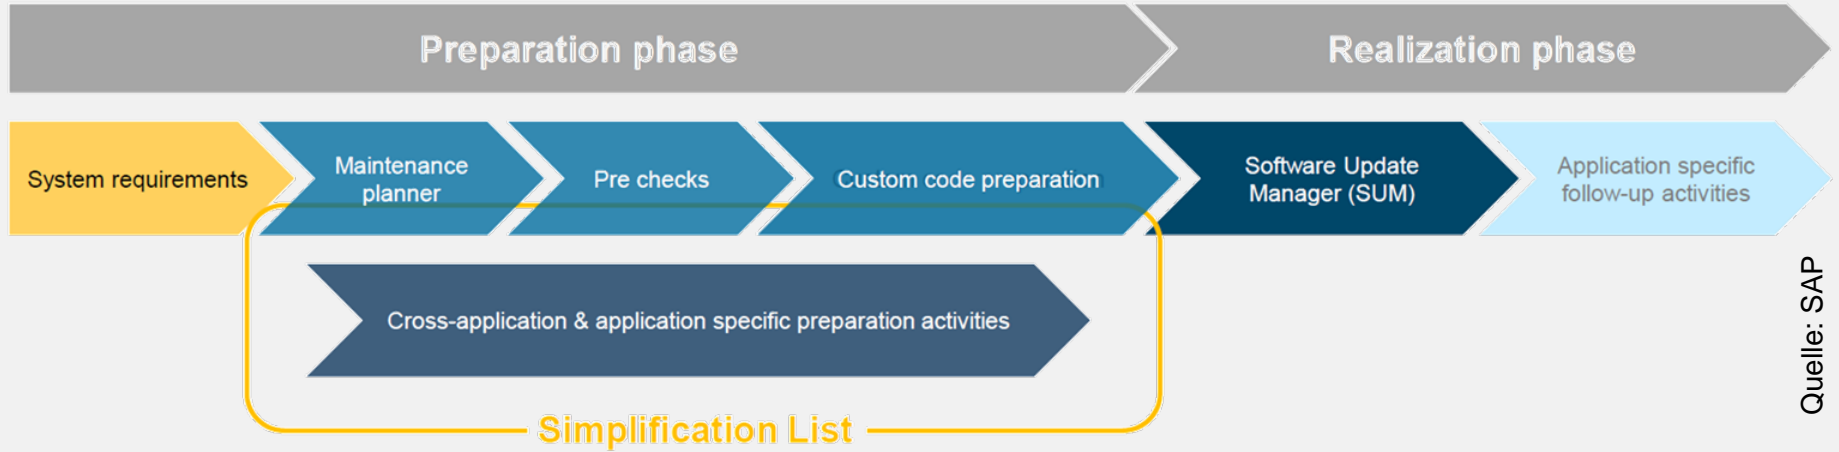 Preparation phase
Realization phase
System requirements
Maintenance
planner
Pre checks
Custom code preparation
Software Update
Manager (SUM)
Application specific
follow-up activities
Cross-application & application specific preparation activities
Simplification List
Quelle: SAP